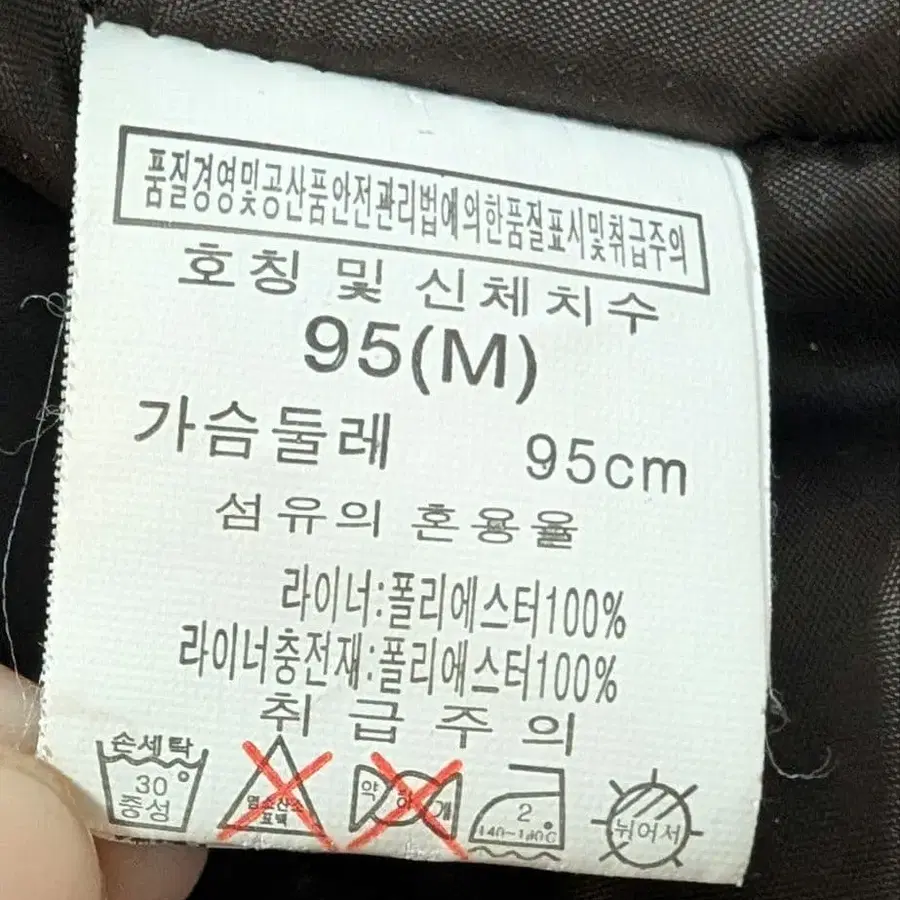 품질경영및공산품안전관리법에의한품질표시및취급주의
호칭 및 신체치수
95(M)
가슴둘레 95cm
섬유의 혼용율
라이너:폴리에스터100%
라이너충전재:폴리에스터100%
취급주의
손세탁
30°
중성
염소산소
표백
약하게
2
140~160°C
뉘어서